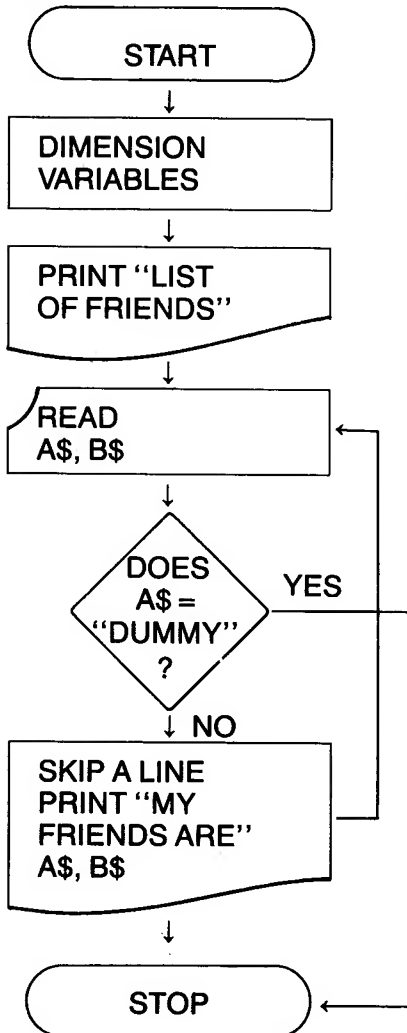 START
DIMENSION
VARIABLES
PRINT “LIST
OF FRIENDS”
READ
A$, B$
DOES
A$ =
“DUMMY”
?
YES
NO
SKIP A LINE
PRINT “MY
FRIENDS ARE”
A$, B$
STOP